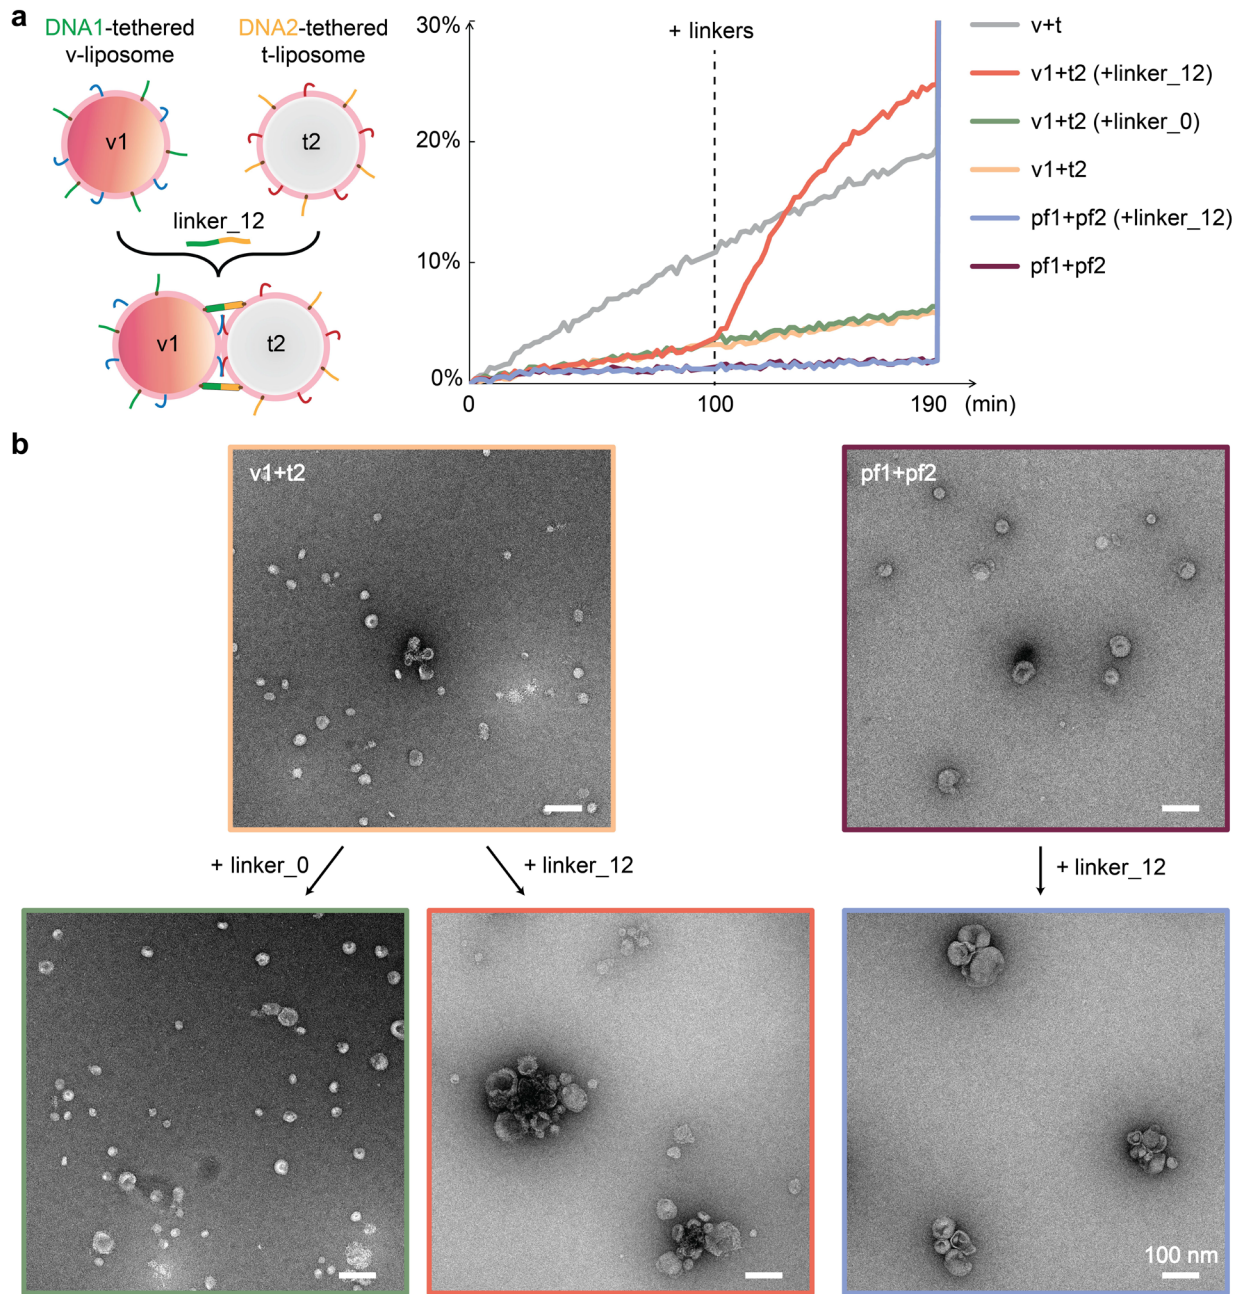 a
DNA1-tethered
v-liposome
DNA2-tethered
t-liposome
v1
t2
linker_12
v1
t2
30%
20%
10%
0%
+ linkers
0
100
190
(min)
v+t
v1+t2 (+linker_12)
v1+t2 (+linker_0)
v1+t2
pf1+pf2 (+linker_12)
pf1+pf2
b
v1+t2
pf1+pf2
+ linker_0
+ linker_12
+ linker_12
100 nm